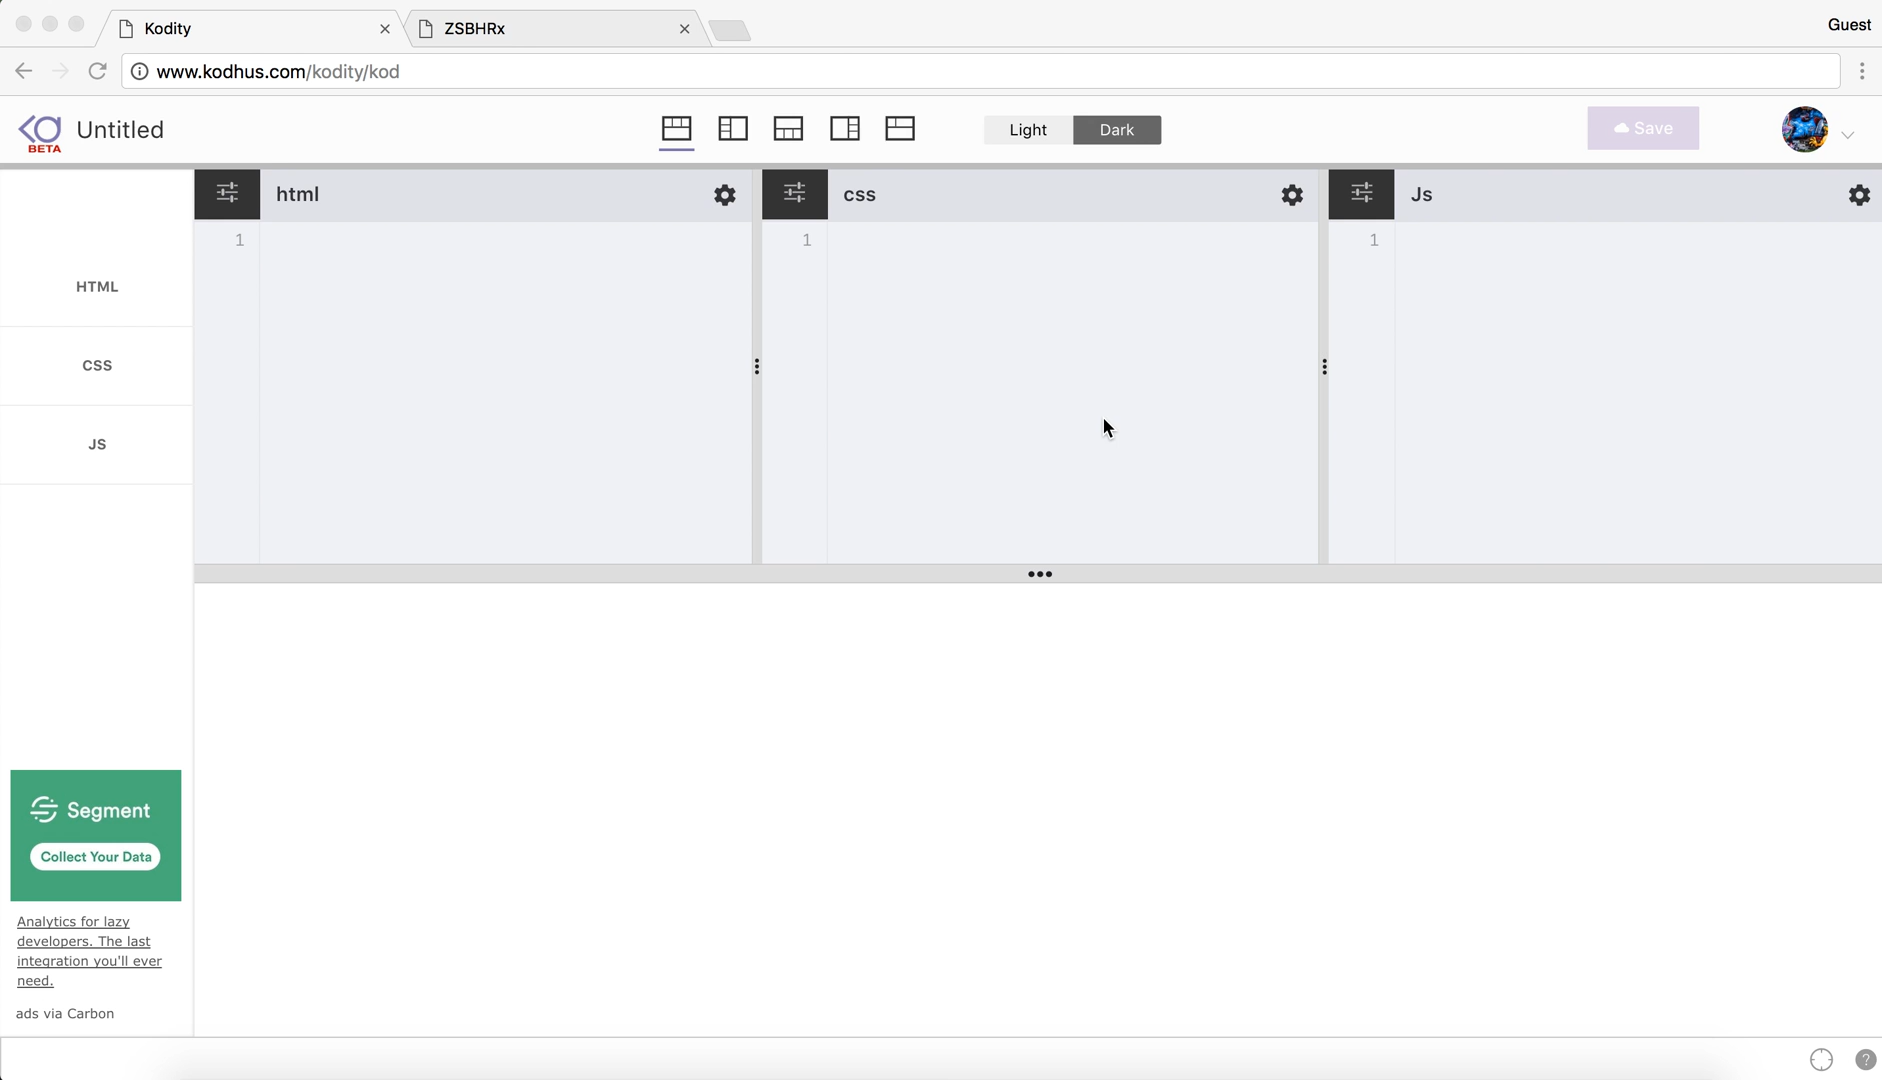 Kodity
ZSBHRx
Guest
www.kodhus.com/kodity/kod
BETA
Untitled
Light
Dark
Save
html
css
Js
1
1
1
HTML
CSS
JS
Segment
Collect Your Data
Analytics for lazy
developers. The last
integration you'll ever
need.
ads via Carbon
?